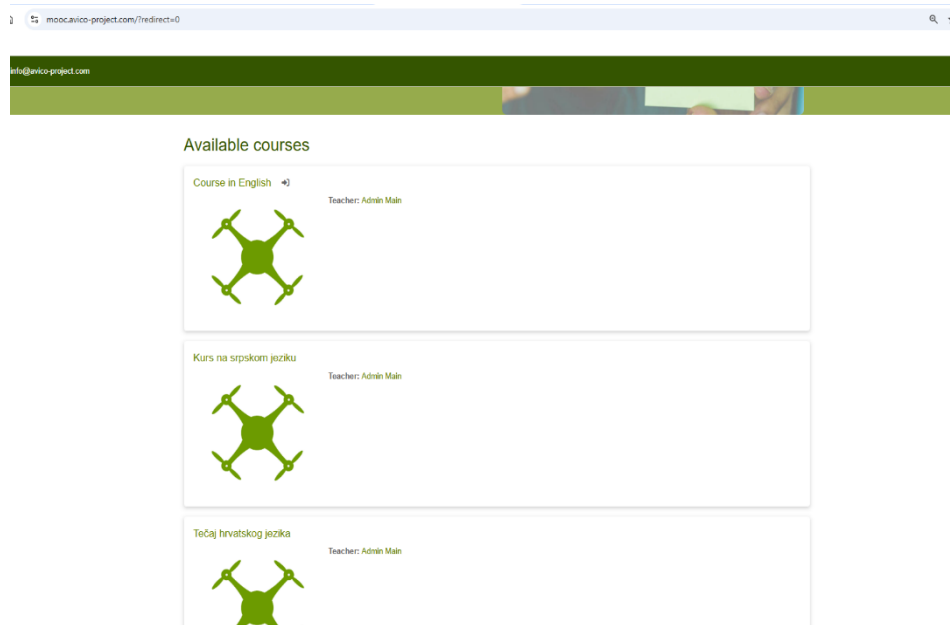 mooc.avico-project.com/?redirect=0
info@avico-project.com
Available courses
Course in English
Teacher: Admin Main
Kurs na srpskom jeziku
Teacher: Admin Main
Tečaj hrvatskog jezika
Teacher: Admin Main